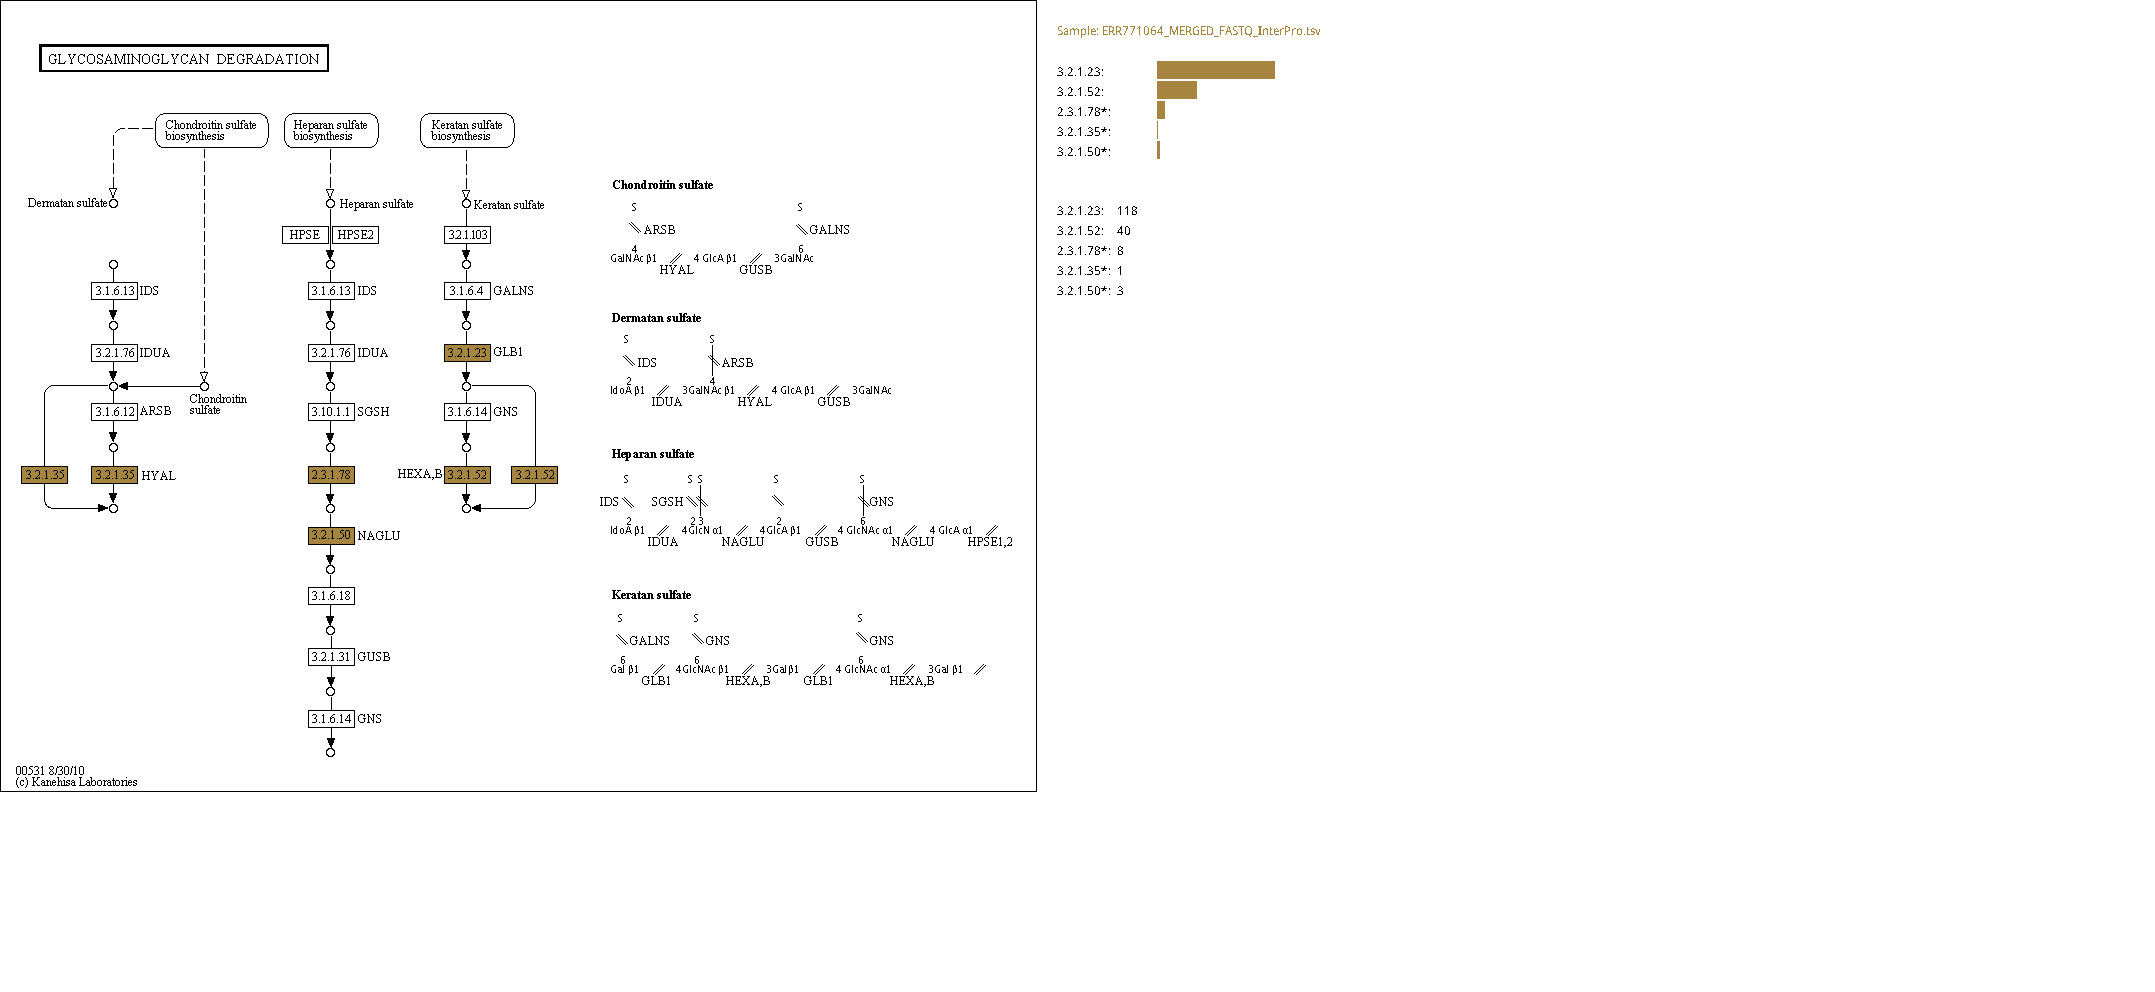 GLYCOSAMINOGLYCAN DEGRADATION
Chondroitin sulfate
biosynthesis
Heparan sulfate
biosynthesis
Keratan sulfate
biosynthesis
Dermatan sulfate
Heparan sulfate
Keratan sulfate
HPSE HPSE2
3.2.1.103
3.1.6.13 IDS
3.1.6.13 IDS
3.1.6.4 GALNS
3.2.1.76 IDUA
3.2.1.76 IDUA
3.2.1.23 GLB1
Chondroitin
sulfate
3.1.6.12 ARSB
3.10.1.1 SGSH
3.1.6.14 GNS
3.2.1.35 3.2.1.35 HYAL
2.3.1.78
HEXA,B 3.2.1.52 3.2.1.52
3.2.1.50 NAGLU
3.1.6.18
3.2.1.31 GUSB
3.1.6.14 GNS
00531 8/30/10
(c) Kanehisa Laboratories
Chondroitin sulfate
S S
ARSB GALNS
4 6
GalNAc β1 4 GlcA β1 3GalNAc
HYAL GUSB
Dermatan sulfate
S S
IDS ARSB
2 4
IdoA β1 3GalNAc β1 4 GlcA β1 3GalNAc
IDUA HYAL GUSB
Heparan sulfate
S S S S S
IDS SGSH GNS
2 2 3 2 6
IdoA β1 4GlcN α1 4GlcA β1 4 GlcNAc α1 4 GlcA α1
IDUA NAGLU GUSB NAGLU HPSE1,2
Keratan sulfate
S S S
GALNS GNS GNS
6 6 6
Gal β1 4GlcNAc β1 3Gal β1 4 GlcNAc α1 3Gal β1
GLB1 HEXA,B GLB1 HEXA,B
Sample: ERR771064_MERGED_FASTQ_InterPro.tsv
3.2.1.23:
3.2.1.52:
2.3.1.78*:
3.2.1.35*:
3.2.1.50*:
3.2.1.23: 118
3.2.1.52: 40
2.3.1.78*: 8
3.2.1.35*: 1
3.2.1.50*: 3